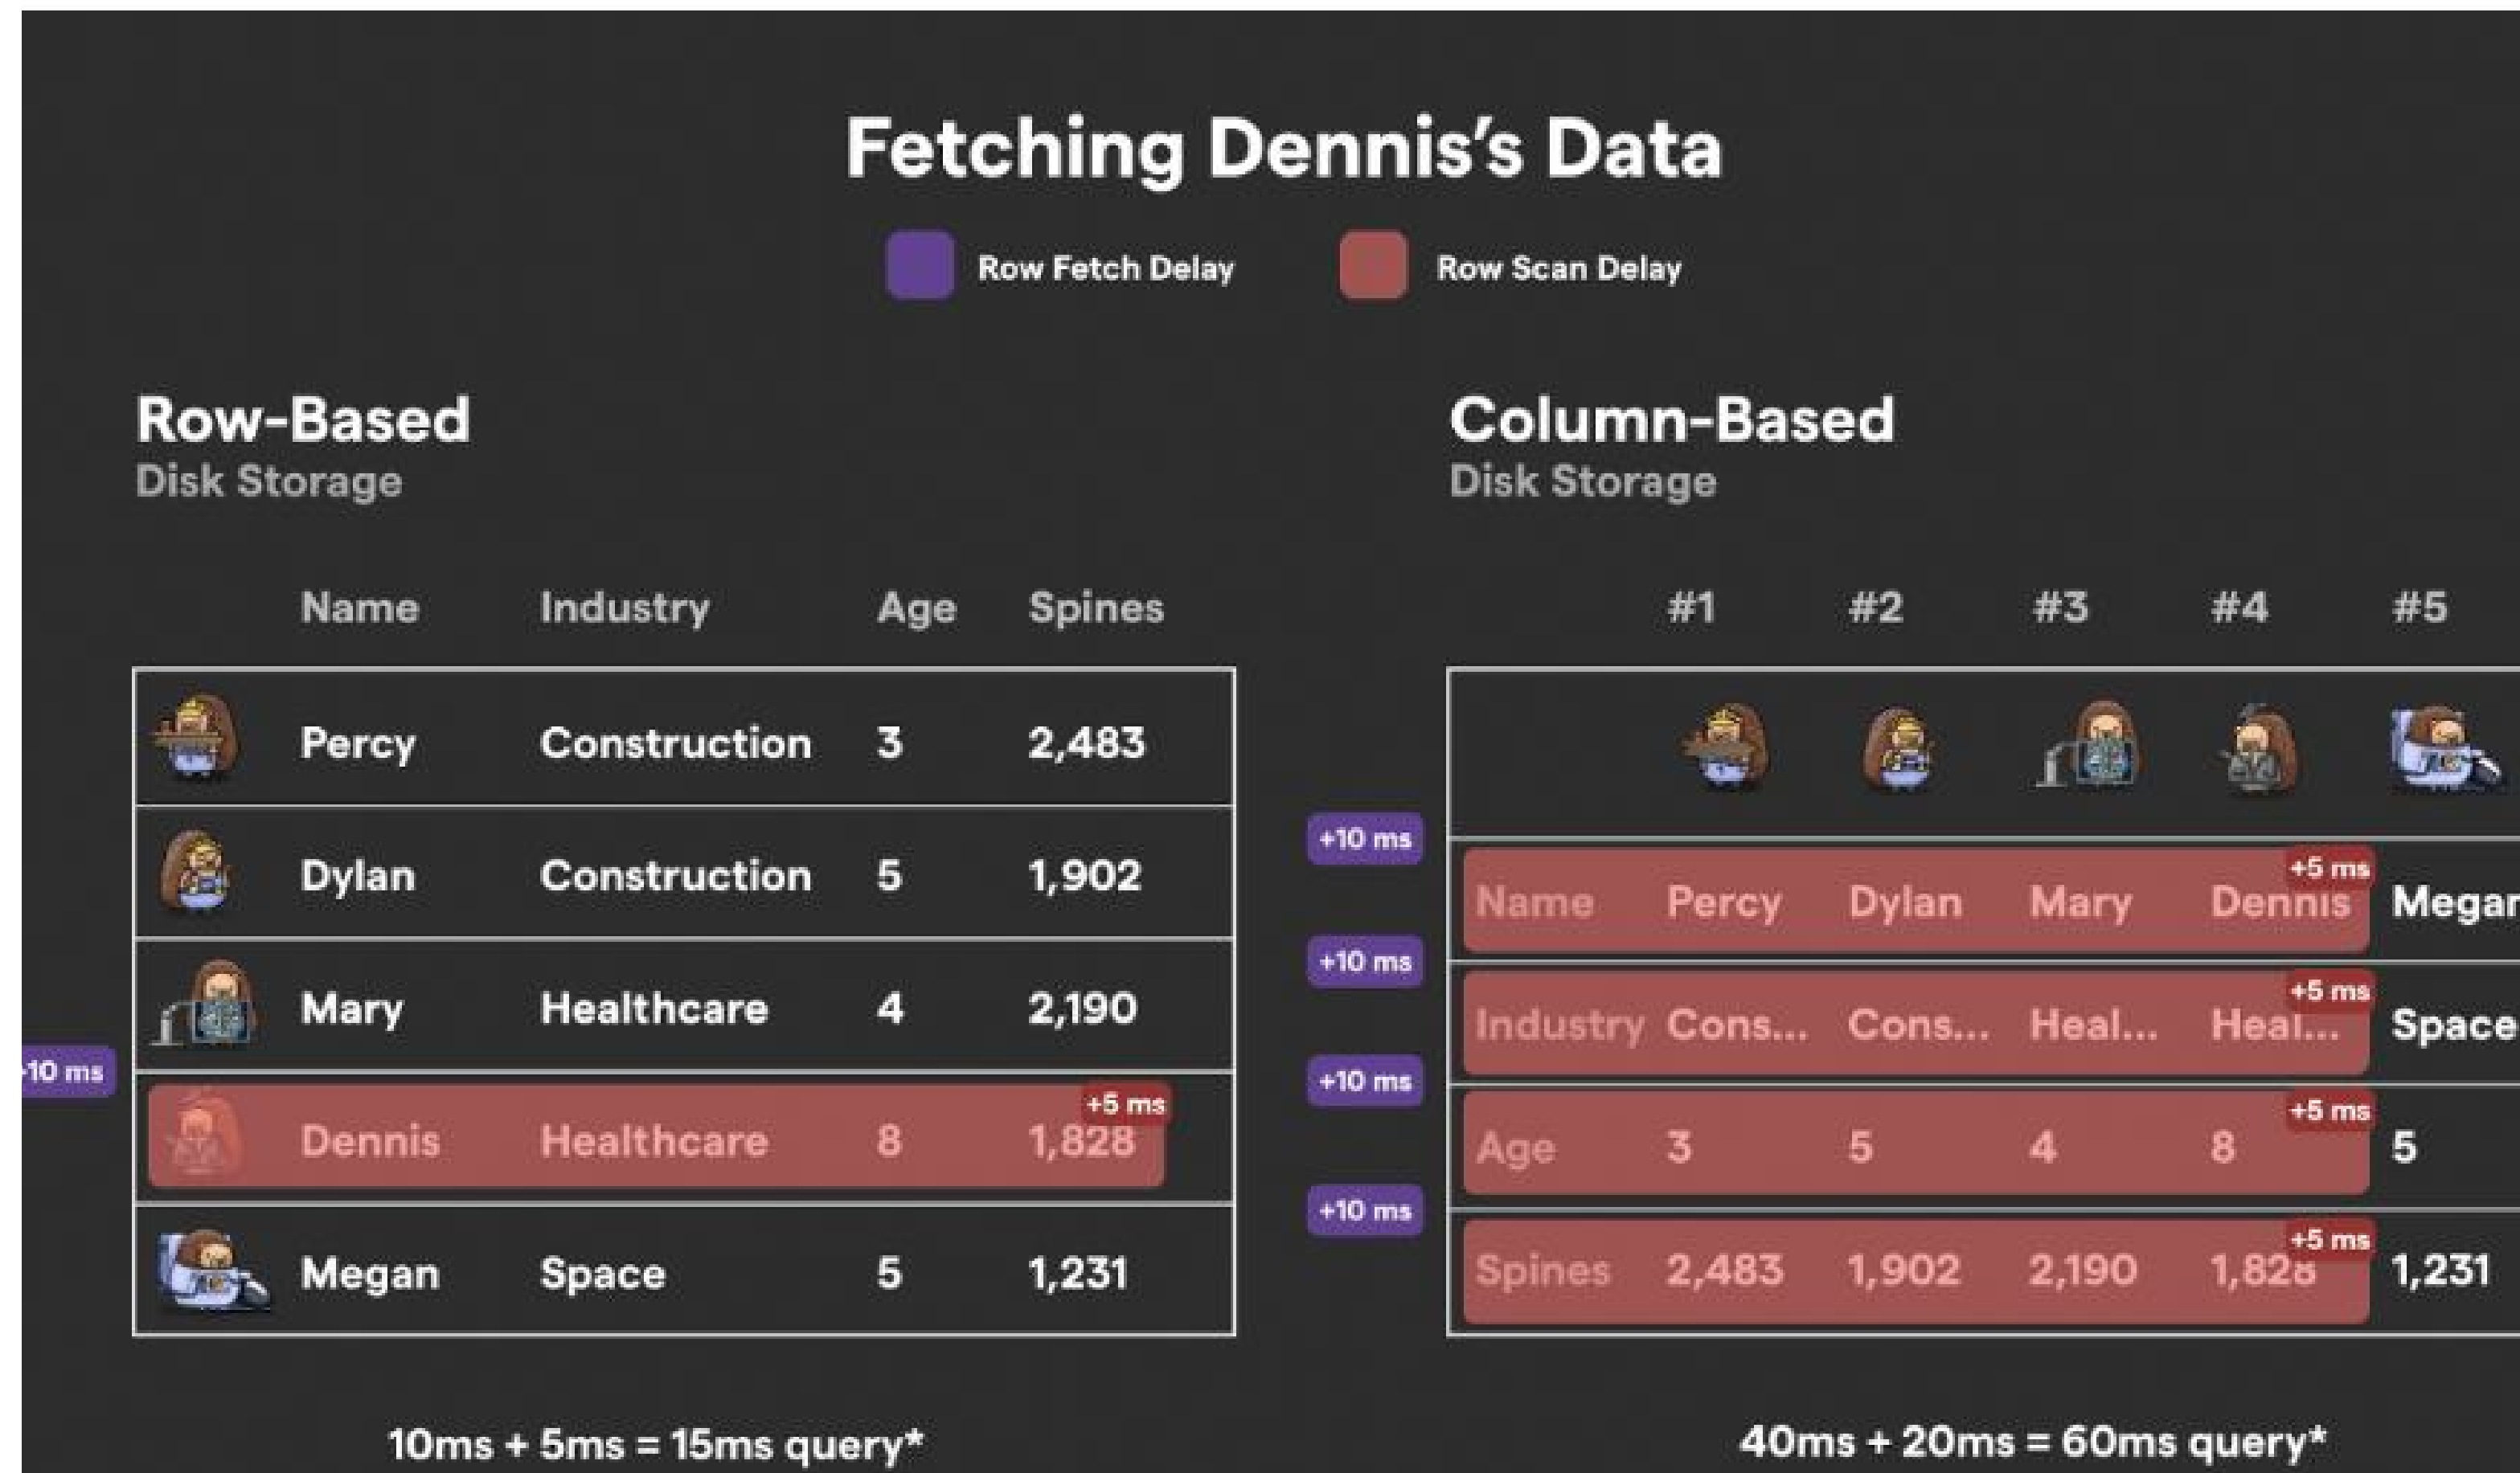 Fetching Dennis's Data
Row Fetch Delay
Row Scan Delay
Row-Based
Disk Storage
Name Industry Age Spines
Percy Construction 3 2,483
Dylan Construction 5 1,902
Mary Healthcare 4 2,190
10 ms
+5 ms
Dennis Healthcare 8 1,828
Megan Space 5 1,231
10ms + 5ms = 15ms query*
Column-Based
Disk Storage
#1 #2 #3 #4 #5
+10 ms
+5 ms
Name Percy Dylan Mary Dennis Megan
+10 ms
+5 ms
Industry Cons... Cons... Heal... Heal... Space
+10 ms
+5 ms
Age 3 5 4 8 5
+10 ms
+5 ms
Spines 2,483 1,902 2,190 1,828 1,231
40ms + 20ms = 60ms query*